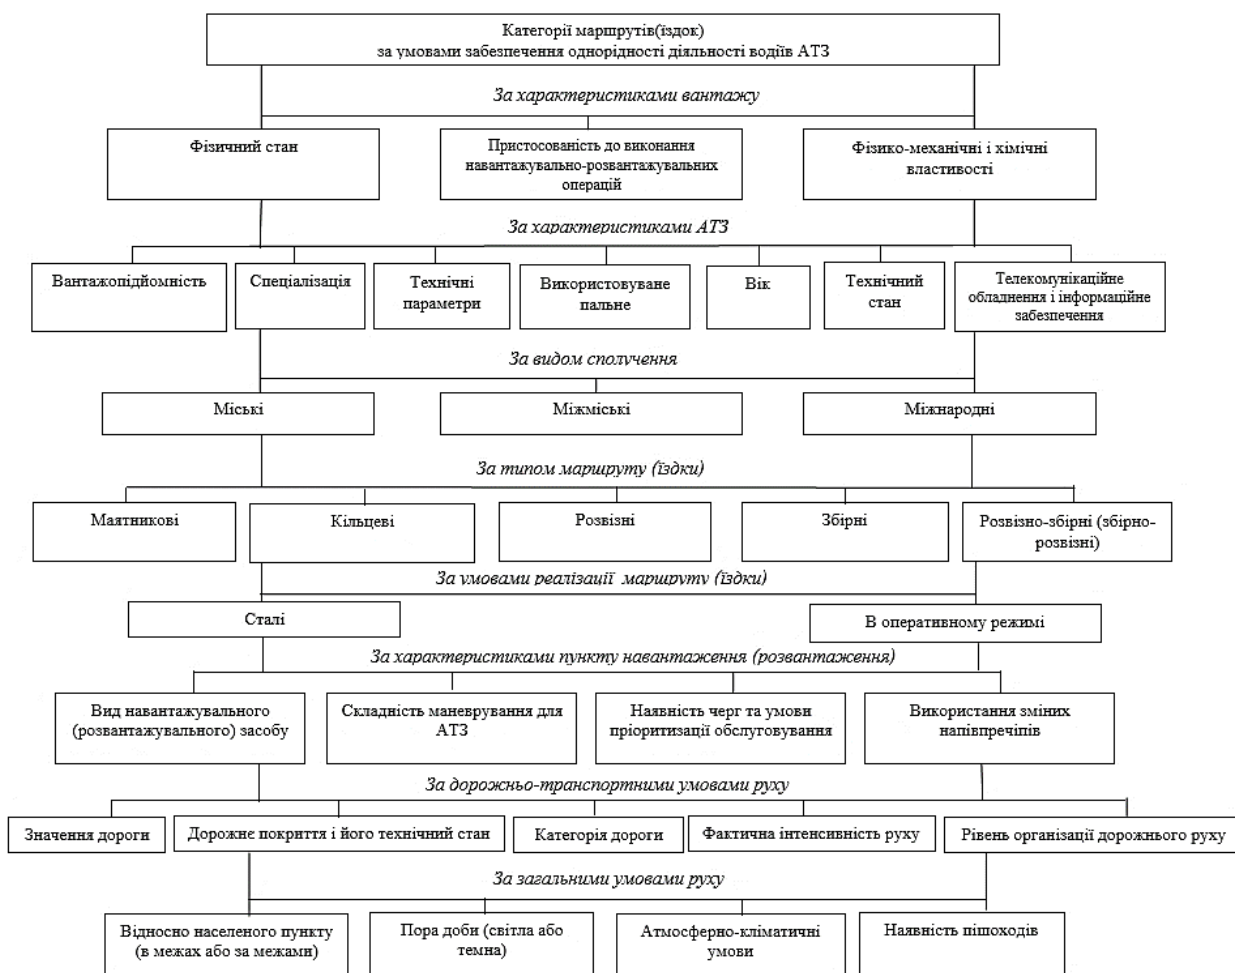 Категорії маршрутів(їздок)
за умовами забезпечення однорідності діяльності водіїв АТЗ
За характеристиками вантажу
Фізичний стан
Пристосованість до виконання
навантажувально-розвантажувальних
операцій
Фізико-механічні і хімічні
властивості
За характеристиками АТЗ
Вантажопідйомність
Спеціалізація
Технічні
параметри
Використовуване
пальне
Вік
Технічний
стан
Телекомунікаційне
обладнення і інформаційне
забезпечення
За видом сполучення
Міські
Міжміські
Міжнародні
За типом маршруту (їздки)
Маятникові
Кільцеві
Розвізні
Збірні
Розвізно-збірні (збірно-
розвізні)
За умовами реалізації маршруту (їздки)
Сталі
В оперативному режимі
За характеристиками пункту навантаження (розвантаження)
Вид навантажувального
(розвантажувального) засобу
Складність маневрування для
АТЗ
Наявність черг та умови
пріоритизації обслуговування
Використання зміних
напівпречіпів
За дорожньо-транспортними умовами руху
Значення дороги
Дорожнє покриття і його технічний стан
Категорія дороги
Фактична інтенсивність руху
Рівень організації дорожнього руху
За загальними умовами руху
Відносно населеного пункту
(в межах або за межами)
Пора доби (світла або
темна)
Атмосферно-кліматичні
умови
Наявність пішоходів